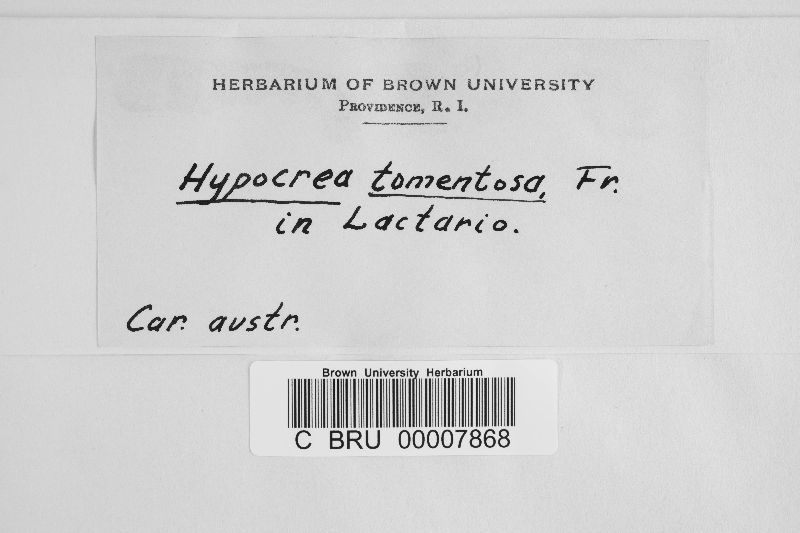 HERBARIUM OF BROWN UNIVERSITY
PROVIDENCE, R. I.
Hypocrea tomentosa, Fr.
in Lactario.
Car. austr.
Brown University Herbarium
C BRU 00007868